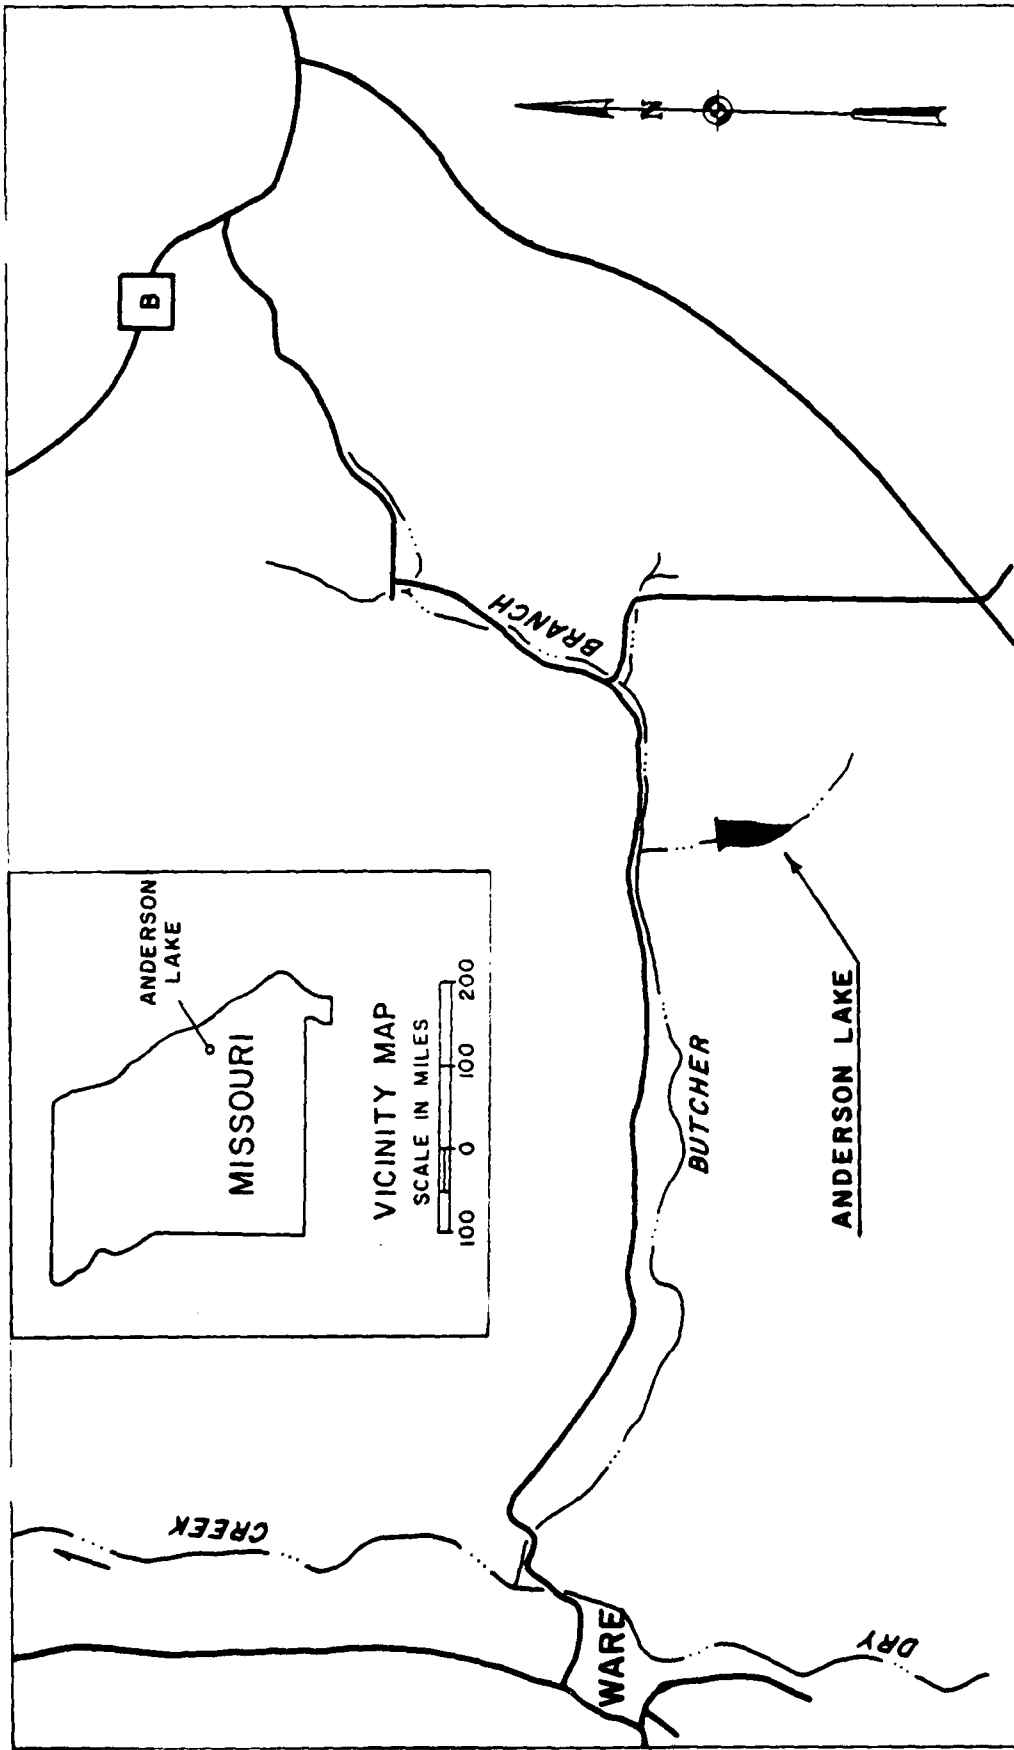 B
N
BRANCH
ANDERSON
LAKE
MISSOURI
VICINITY MAP
SCALE IN MILES
100 0 100 200
BUTCHER
ANDERSON LAKE
CREEK
WARE
DRY